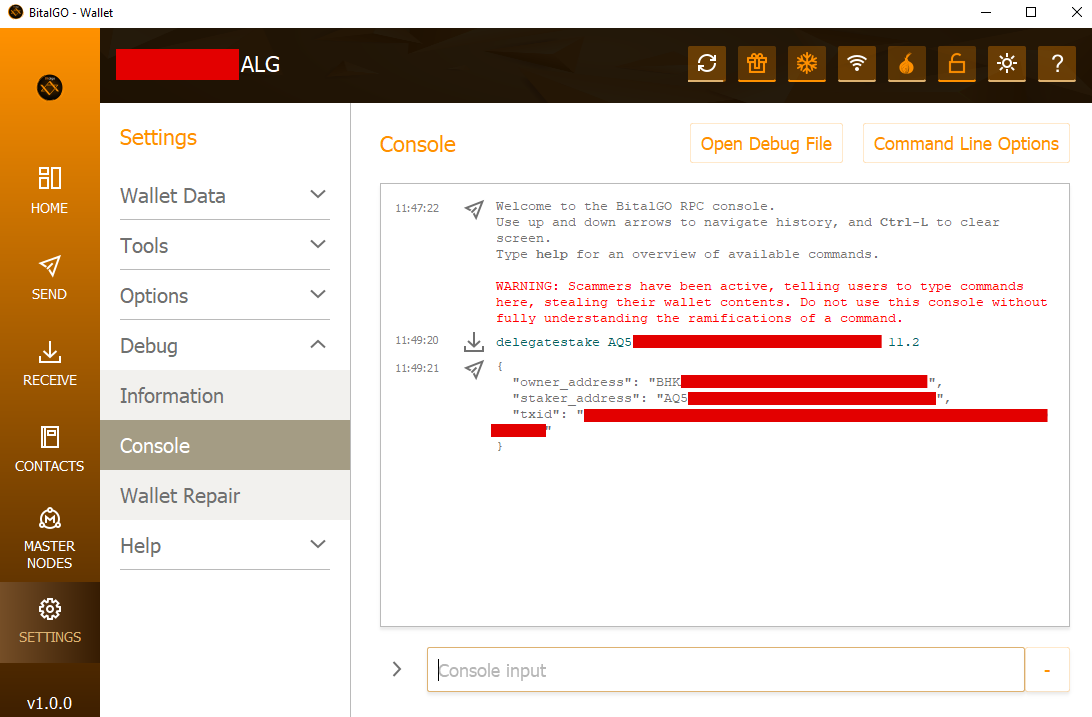 BitalGO - Wallet
ALG
?
HOME
SEND
RECEIVE
CONTACTS
MASTER
NODES
SETTINGS
v1.0.0
Settings
Wallet Data
Tools
Options
Debug
Information
Console
Wallet Repair
Help
Console
Open Debug File
Command Line Options
11:47:22
Welcome to the BitalGO RPC console.
Use up and down arrows to navigate history, and Ctrl-L to clear
screen.
Type help for an overview of available commands.
WARNING: Scammers have been active, telling users to type commands
here, stealing their wallet contents. Do not use this console without
fully understanding the ramifications of a command.
11:49:20 delegatestake AQ5 11.2
11:49:21 {
"owner_address": "BHK",
"staker_address": "AQ5",
"txid": "
"
}
Console input
-